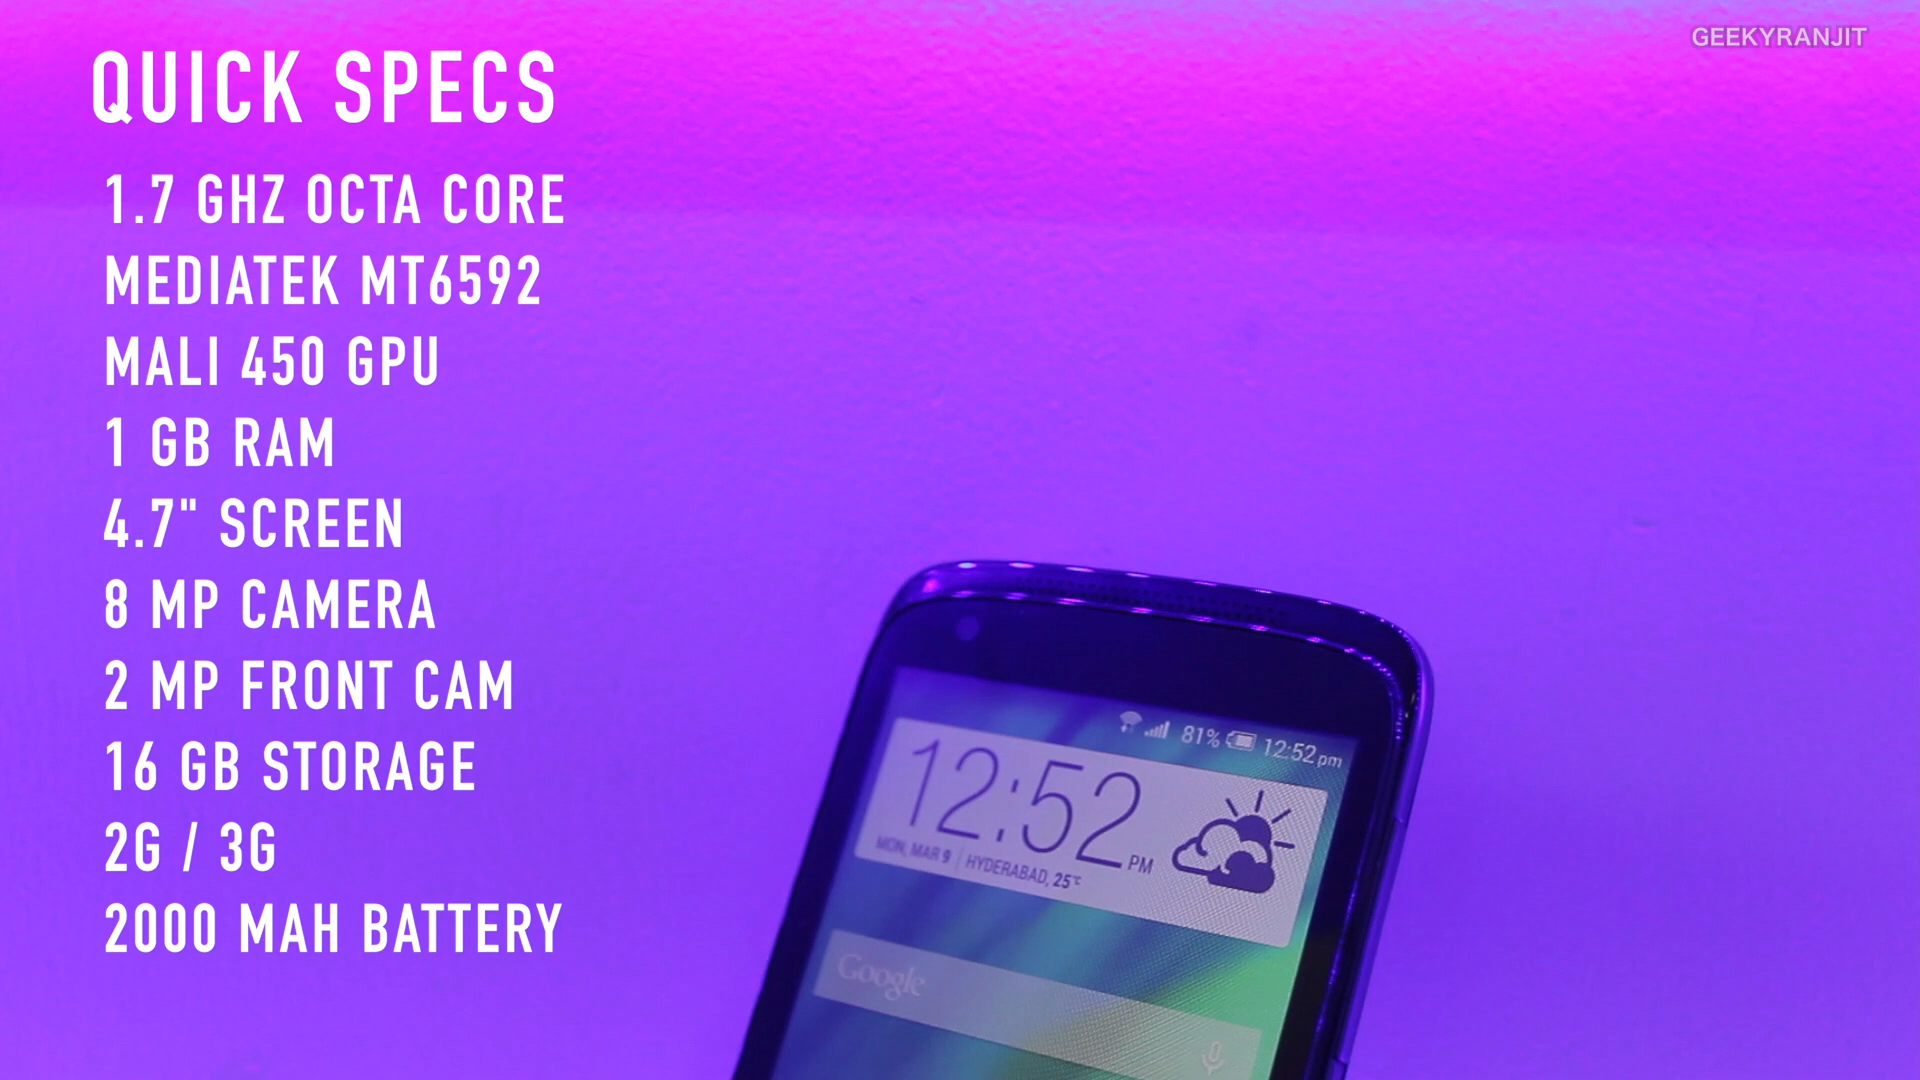 GEEKYRANJIT
QUICK SPECS
1.7 GHZ OCTA CORE
MEDIATEK MT6592
MALI 450 GPU
1 GB RAM
4.7" SCREEN
8 MP CAMERA
2 MP FRONT CAM
16 GB STORAGE
2G / 3G
2000 MAH BATTERY
81% 12:52pm
12:52 PM
MON, MAR 9 | HYDERABAD, 25°C
Google